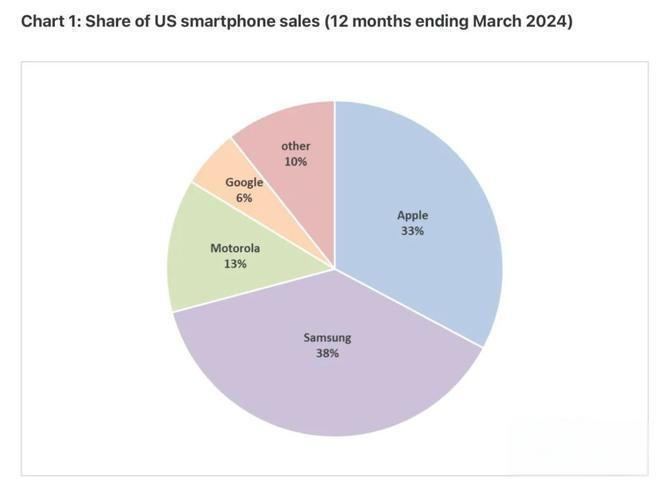 Chart 1: Share of US smartphone sales (12 months ending March 2024)
other
10%
Google
6%
Apple
33%
Motorola
13%
Samsung
38%